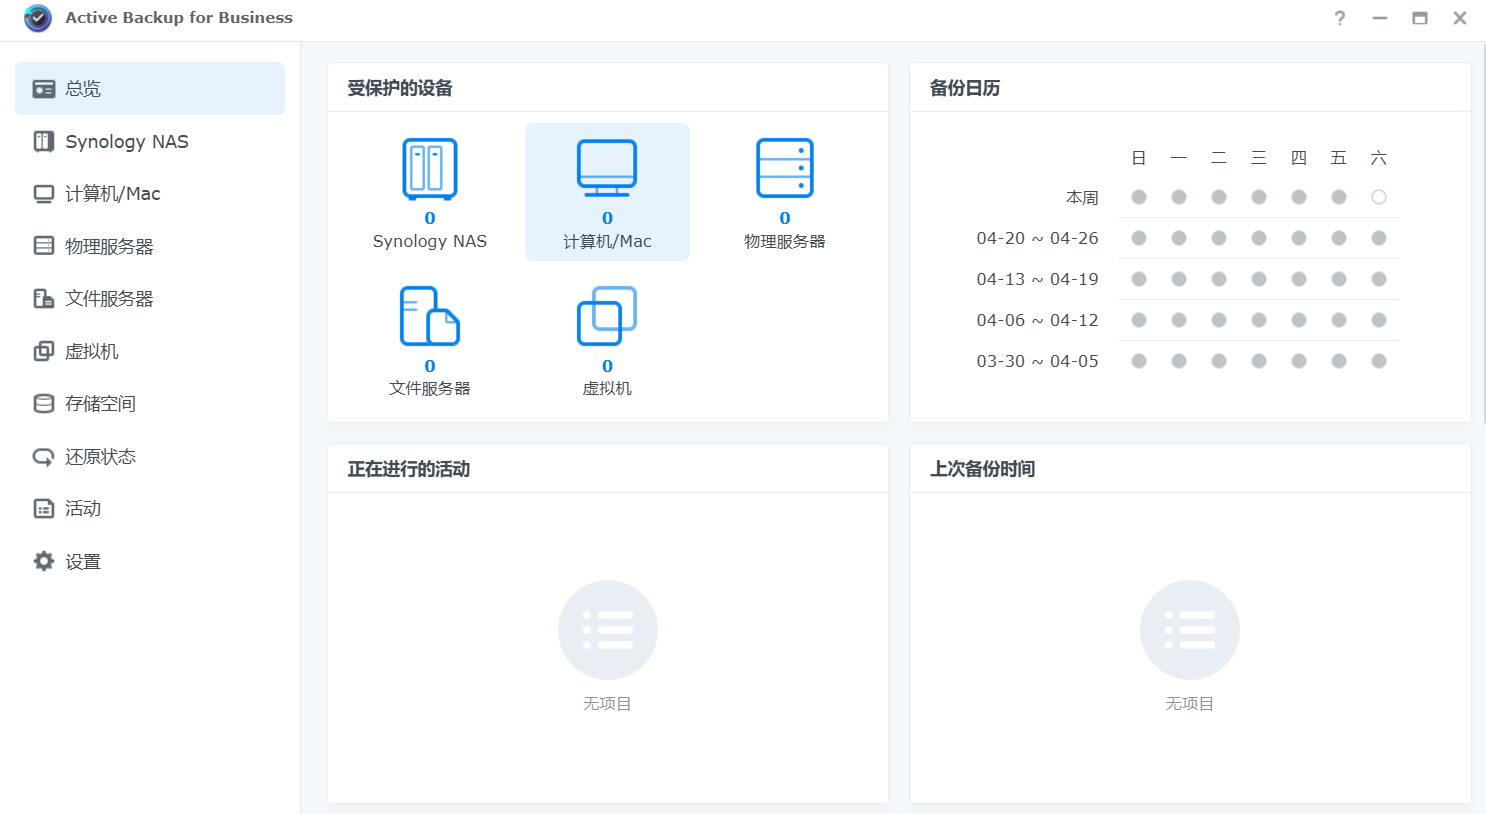 Active Backup for Business
总览
Synology NAS
计算机/Mac
物理服务器
文件服务器
虚拟机
存储空间
还原状态
活动
设置
受保护的设备
0
Synology NAS
0
计算机/Mac
0
物理服务器
0
文件服务器
0
虚拟机
备份日历
日 一 二 三 四 五 六
本周
04-20 ~ 04-26
04-13 ~ 04-19
04-06 ~ 04-12
03-30 ~ 04-05
正在进行的活动
无项目
上次备份时间
无项目